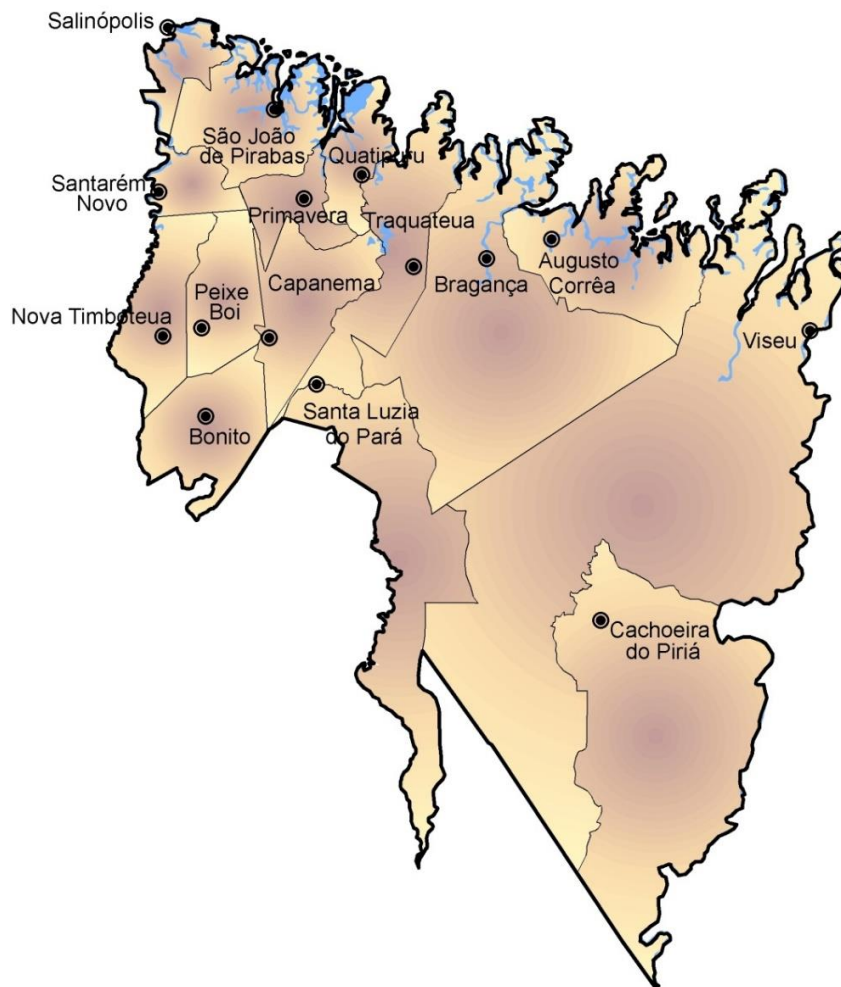 Salinópolis
São João
de Pirabas
Quatipuru
Santarém
Novo
Primavera
Traquateua
Augusto
Corrêa
Bragança
Capanema
Peixe
Boi
Nova Timboteua
Viseu
Santa Luzia
do Pará
Bonito
Cachoeira
do Piriá